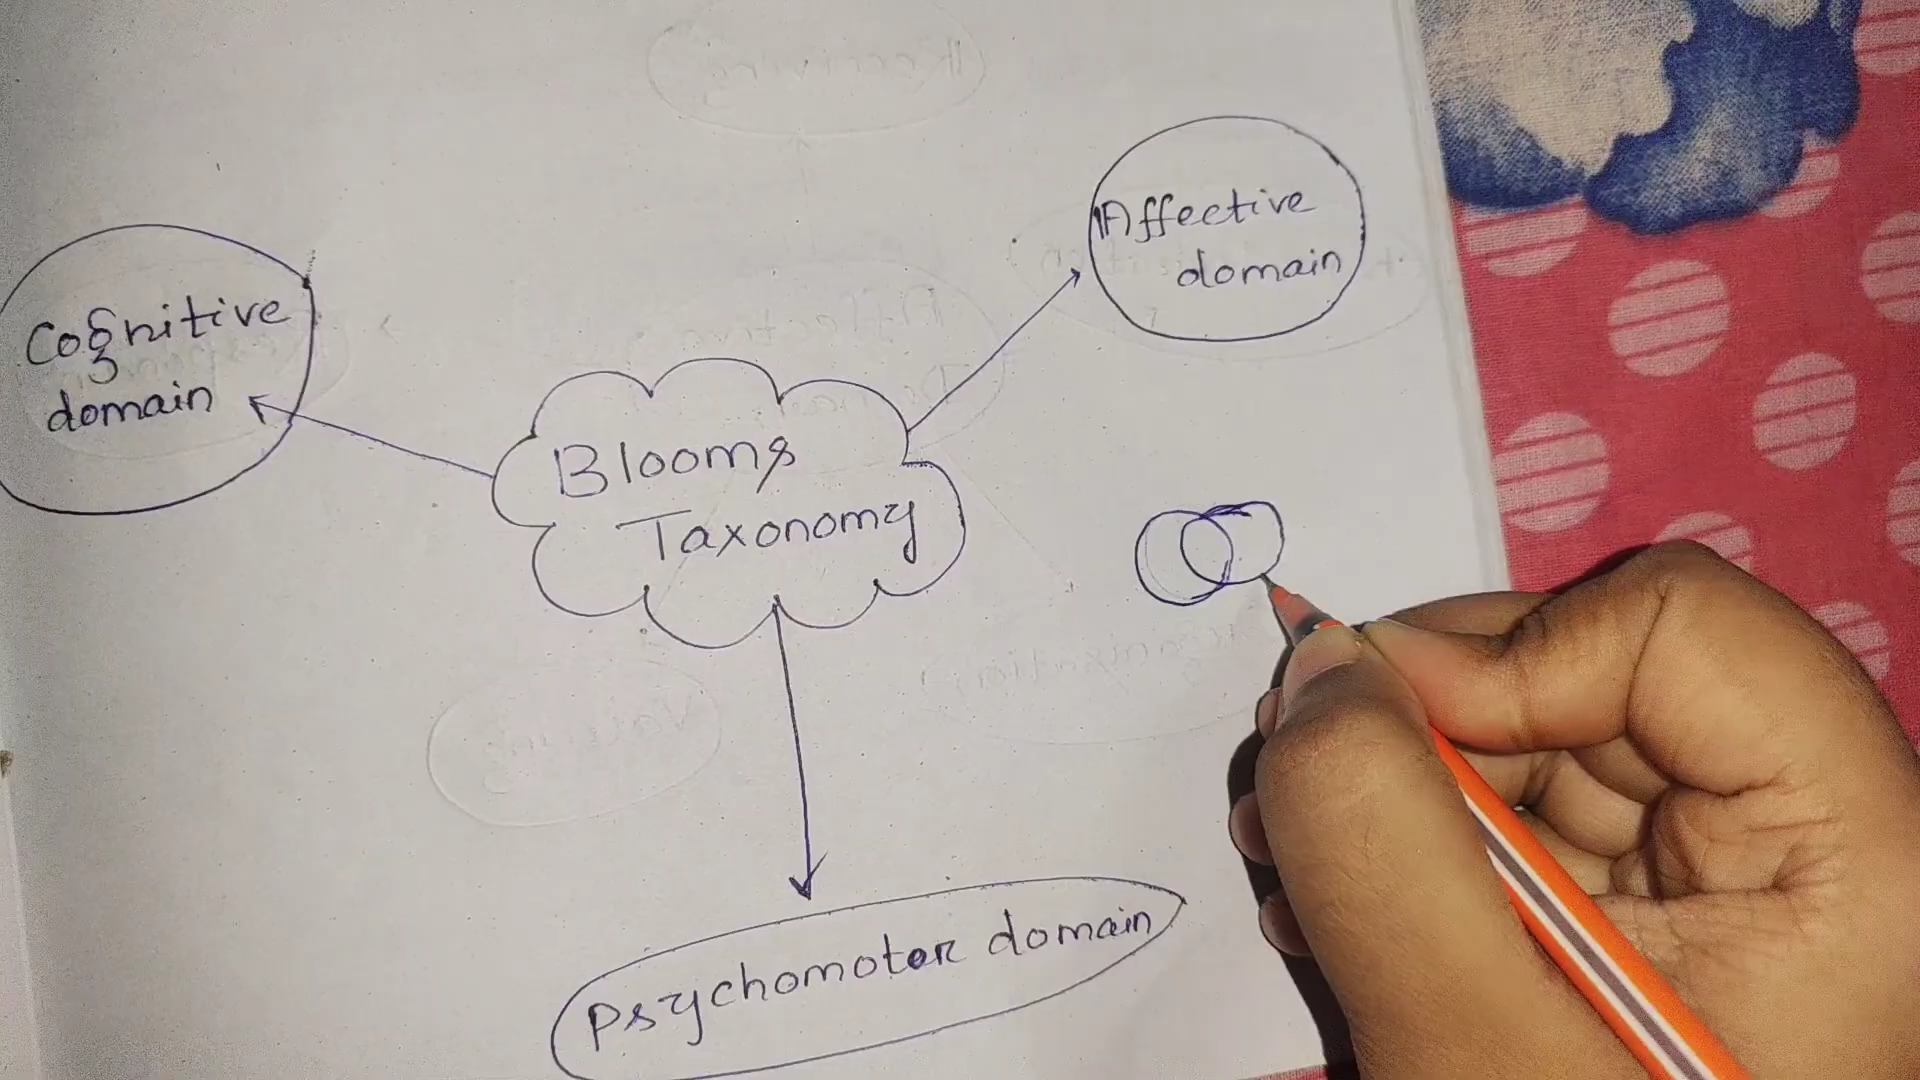 Affective
domain
Cognitive
domain
Blooms
Taxonomy
Psychomotor domain